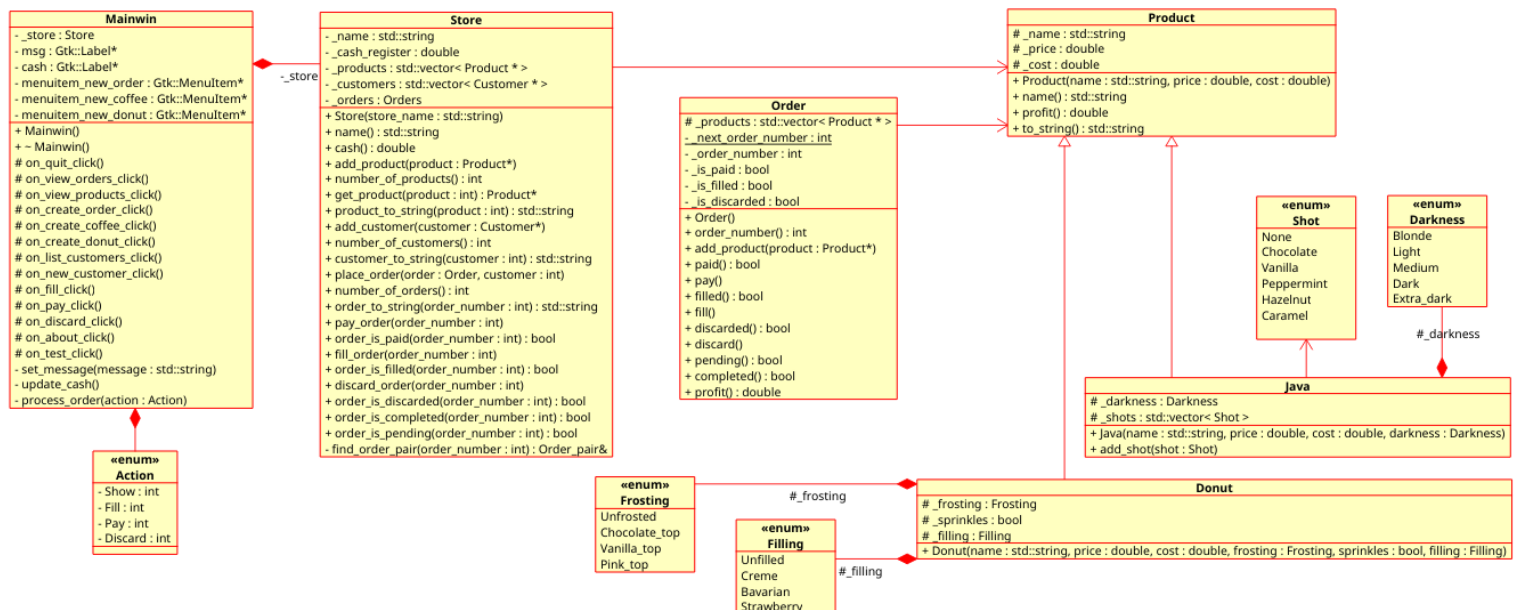 Mainwin
- _store : Store
- msg : Gtk::Label*
- cash : Gtk::Label*
- menuitem_new_order : Gtk::MenuItem*
- menuitem_new_coffee : Gtk::MenuItem*
- menuitem_new_donut : Gtk::MenuItem*
+ Mainwin()
+ ~ Mainwin()
# on_quit_click()
# on_view_orders_click()
# on_view_products_click()
# on_create_order_click()
# on_create_coffee_click()
# on_create_donut_click()
# on_list_customers_click()
# on_new_customer_click()
# on_fill_click()
# on_pay_click()
# on_discard_click()
# on_about_click()
# on_test_click()
- set_message(message : std::string)
- update_cash()
- process_order(action : Action)
«enum»
Action
- Show : int
- Fill : int
- Pay : int
- Discard : int
-_store
Store
- _name : std::string
- _cash_register : double
- _products : std::vector< Product * >
- _customers : std::vector< Customer * >
- _orders : Orders
+ Store(store_name : std::string)
+ name() : std::string
+ cash() : double
+ add_product(product : Product*)
+ number_of_products() : int
+ get_product(product : int) : Product*
+ product_to_string(product : int) : std::string
+ add_customer(customer : Customer*)
+ number_of_customers() : int
+ customer_to_string(customer : int) : std::string
+ place_order(order : Order, customer : int)
+ number_of_orders() : int
+ order_to_string(order_number : int) : std::string
+ pay_order(order_number : int)
+ order_is_paid(order_number : int) : bool
+ fill_order(order_number : int)
+ order_is_filled(order_number : int) : bool
+ discard_order(order_number : int)
+ order_is_discarded(order_number : int) : bool
+ order_is_completed(order_number : int) : bool
+ order_is_pending(order_number : int) : bool
- find_order_pair(order_number : int) : Order_pair&
Order
# _products : std::vector< Product * >
- _next_order_number : int
- _order_number : int
- _is_paid : bool
- _is_filled : bool
- _is_discarded : bool
+ Order()
+ order_number() : int
+ add_product(product : Product*)
+ paid() : bool
+ pay()
+ filled() : bool
+ fill()
+ discarded() : bool
+ discard()
+ pending() : bool
+ completed() : bool
+ profit() : double
Product
# _name : std::string
# _price : double
# _cost : double
+ Product(name : std::string, price : double, cost : double)
+ name() : std::string
+ profit() : double
+ to_string() : std::string
«enum»
Shot
None
Chocolate
Vanilla
Peppermint
Hazelnut
Caramel
«enum»
Darkness
Blonde
Light
Medium
Dark
Extra_dark
#_darkness
Java
# _darkness : Darkness
# _shots : std::vector< Shot >
+ Java(name : std::string, price : double, cost : double, darkness : Darkness)
+ add_shot(shot : Shot)
«enum»
Frosting
Unfrosted
Chocolate_top
Vanilla_top
Pink_top
#_frosting
«enum»
Filling
Unfilled
Creme
Bavarian
Strawberry
#_filling
Donut
# _frosting : Frosting
# _sprinkles : bool
# _filling : Filling
+ Donut(name : std::string, price : double, cost : double, frosting : Frosting, sprinkles : bool, filling : Filling)